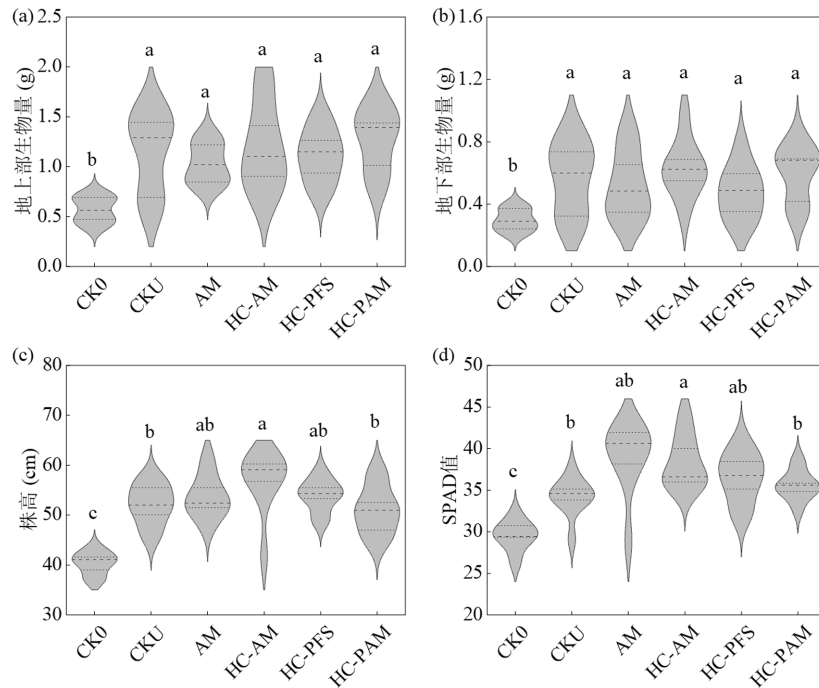 (a)
2.5
2.0
1.5
1.0
0.5
0.0
地上部生物量 (g)
b
a
a
a
a
a
CK0
CKU
AM
HC-AM
HC-PFS
HC-PAM
(b)
1.6
1.2
0.8
0.4
0.0
地下部生物量 (g)
b
a
a
a
a
a
CK0
CKU
AM
HC-AM
HC-PFS
HC-PAM
(c)
80
70
60
50
40
30
株高 (cm)
c
b
ab
a
ab
b
CK0
CKU
AM
HC-AM
HC-PFS
HC-PAM
(d)
50
45
40
35
30
25
20
SPAD值
c
b
ab
a
ab
b
CK0
CKU
AM
HC-AM
HC-PFS
HC-PAM